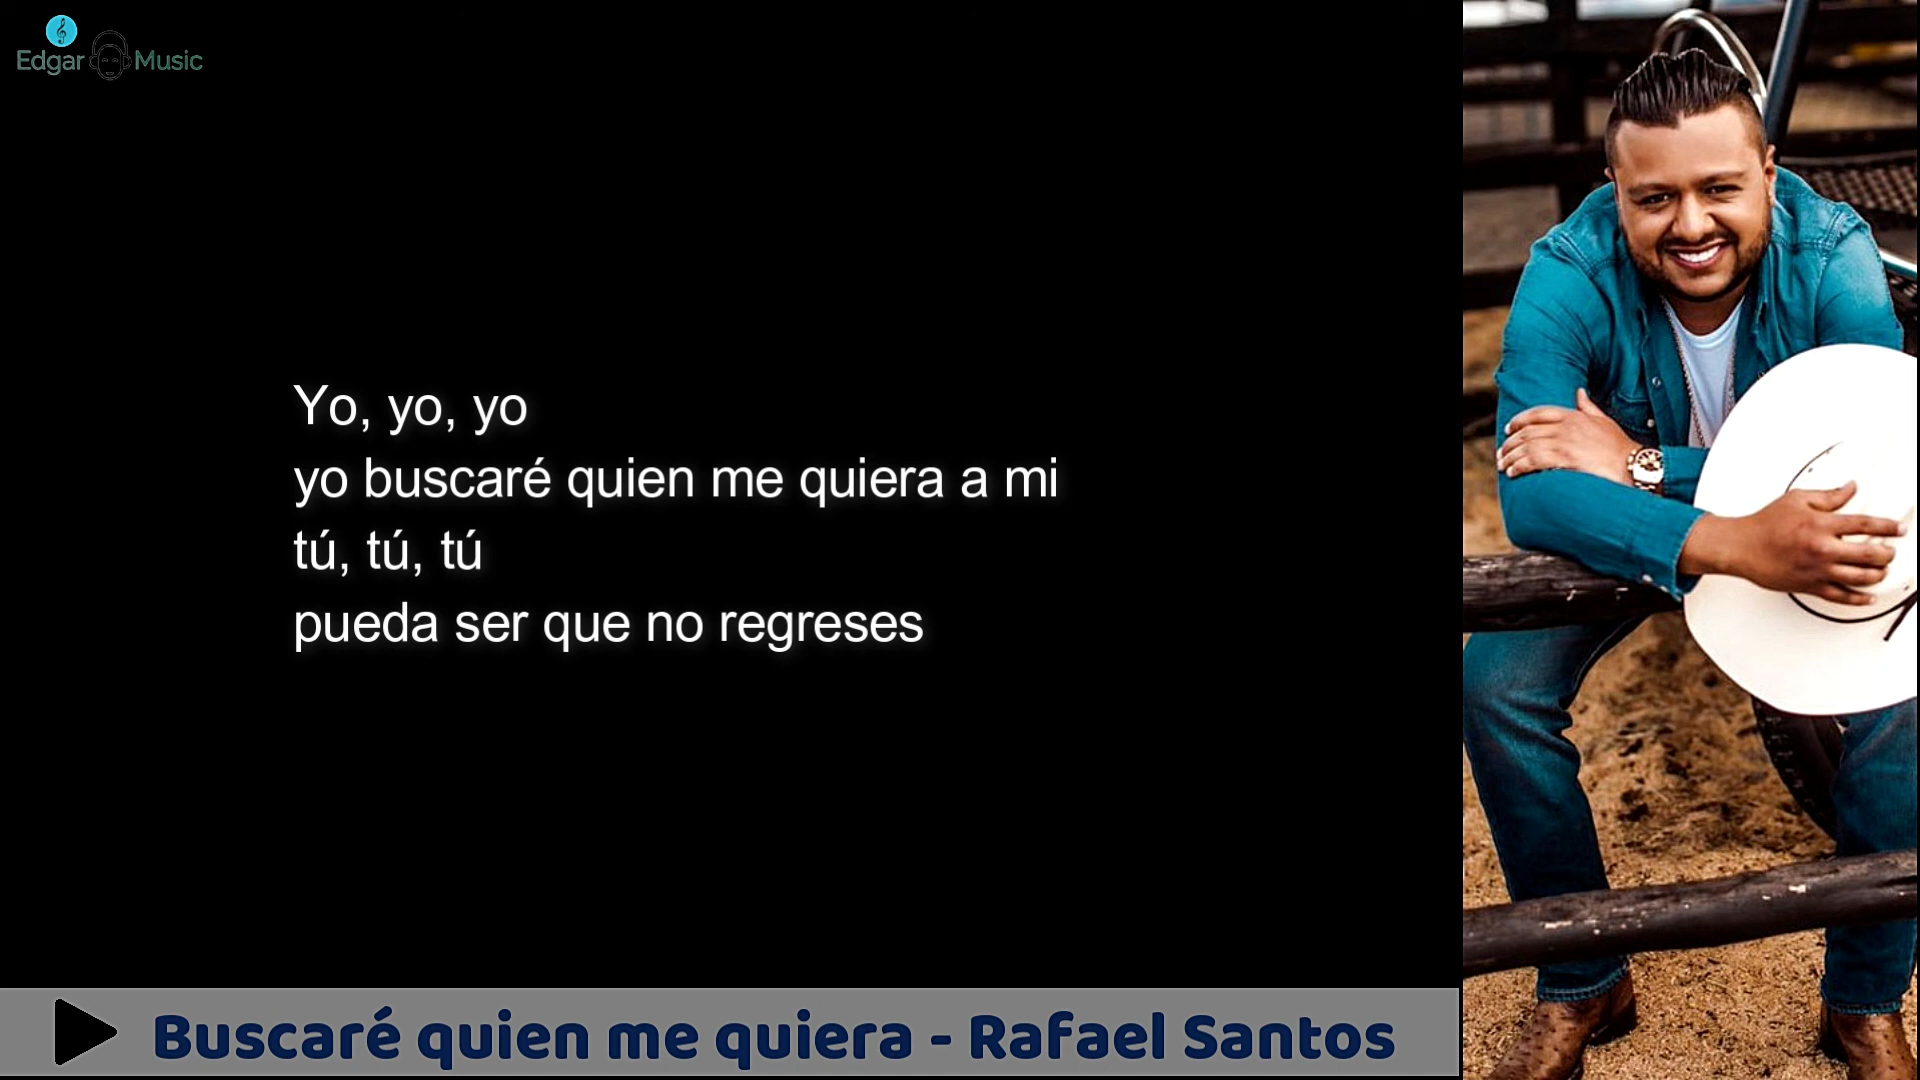 Edgar Music
Yo, yo, yo
yo buscaré quien me quiera a mi
tú, tú, tú
pueda ser que no regreses
Buscaré quien me quiera - Rafael Santos